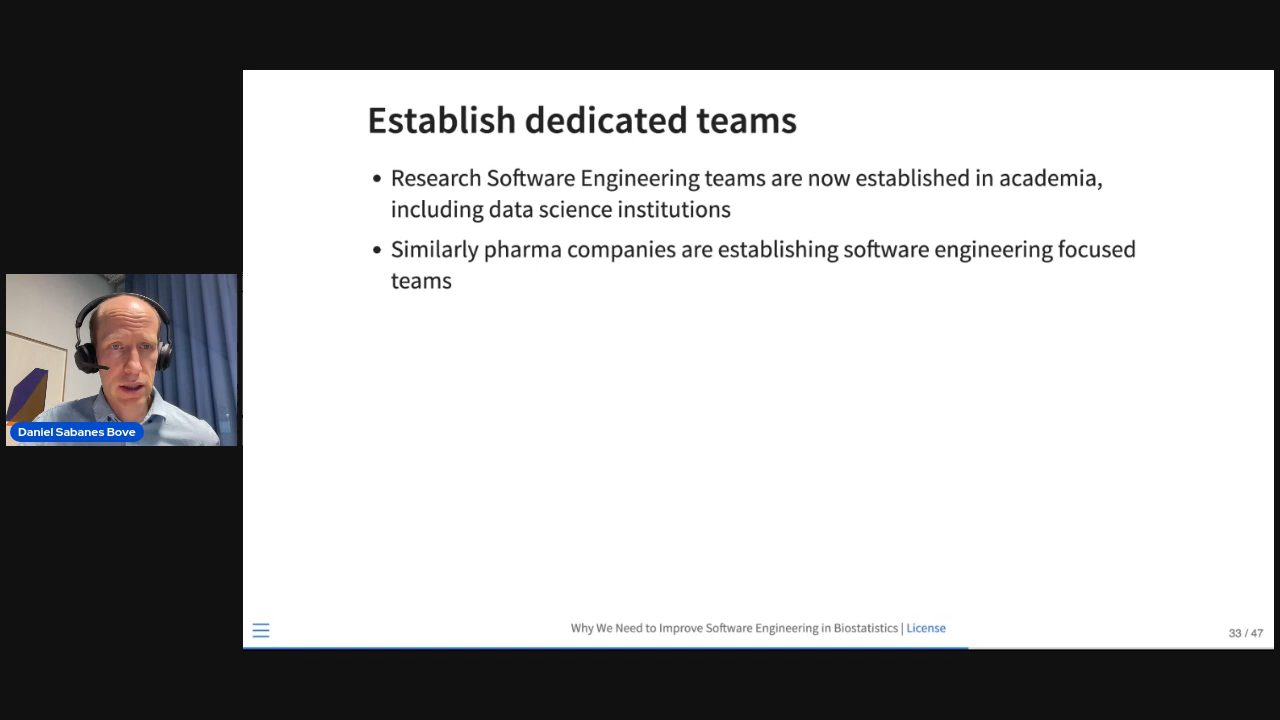 Establish dedicated teams
• Research Software Engineering teams are now established in academia,
including data science institutions
• Similarly pharma companies are establishing software engineering focused
teams
Daniel Sabanes Bove
Why We Need to Improve Software Engineering in Biostatistics | License
33 / 47